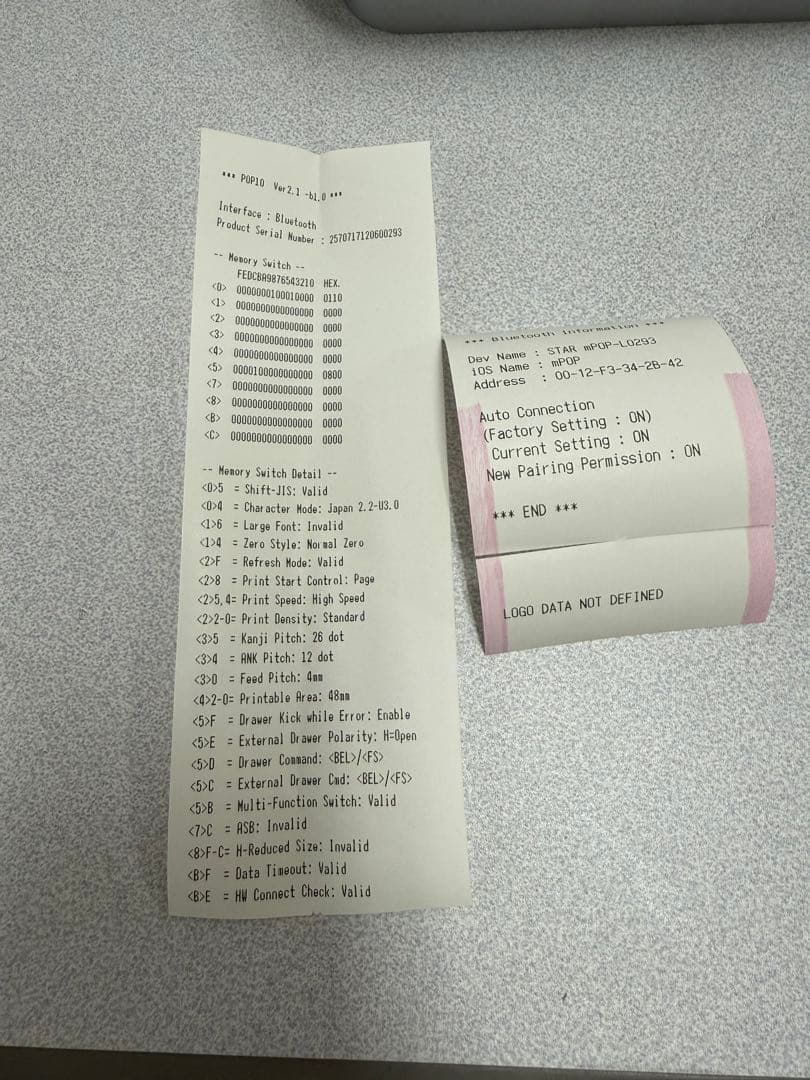 *** POP10 Ver2.1 -b1.0 ***
Interface : Bluetooth
Product Serial Number : 2570717120600293
-- Memory Switch --
FEDCBA9876543210 HEX.
<0> 0000000100010000 0110
<1> 0000000000000000 0000
<2> 0000000000000000 0000
<3> 0000000000000000 0000
<4> 0000000000000000 0000
<5> 0000100000000000 0800
<7> 0000000000000000 0000
<8> 0000000000000000 0000
<B> 0000000000000000 0000
<C> 0000000000000000 0000
-- Memory Switch Detail --
<0>5 = Shift-JIS: Valid
<0>4 = Character Mode: Japan 2.2-U3.0
<1>6 = Large Font: Invalid
<1>4 = Zero Style: Normal Zero
<2>F = Refresh Mode: Valid
<2>8 = Print Start Control: Page
<2>5,4= Print Speed: High Speed
<2>2-0= Print Density: Standard
<3>5 = Kanji Pitch: 26 dot
<3>4 = ANK Pitch: 12 dot
<3>0 = Feed Pitch: 4mm
<4>2-0= Printable Area: 48mm
<5>F = Drawer Kick while Error: Enable
<5>E = External Drawer Polarity: H=Open
<5>D = Drawer Command: <BEL>/<FS>
<5>C = External Drawer Cmd: <BEL>/<FS>
<5>B = Multi-Function Switch: Valid
<7>C = ASB: Invalid
<8>F-C= H-Reduced Size: Invalid
<B>F = Data Timeout: Valid
<B>E = HW Connect Check: Valid
*** Bluetooth Information ***
Dev Name : STAR mPOP-L0293
iOS Name : mPOP
Address : 00-12-F3-34-2B-42
Auto Connection
(Factory Setting : ON)
Current Setting : ON
New Pairing Permission : ON
*** END ***
LOGO DATA NOT DEFINED